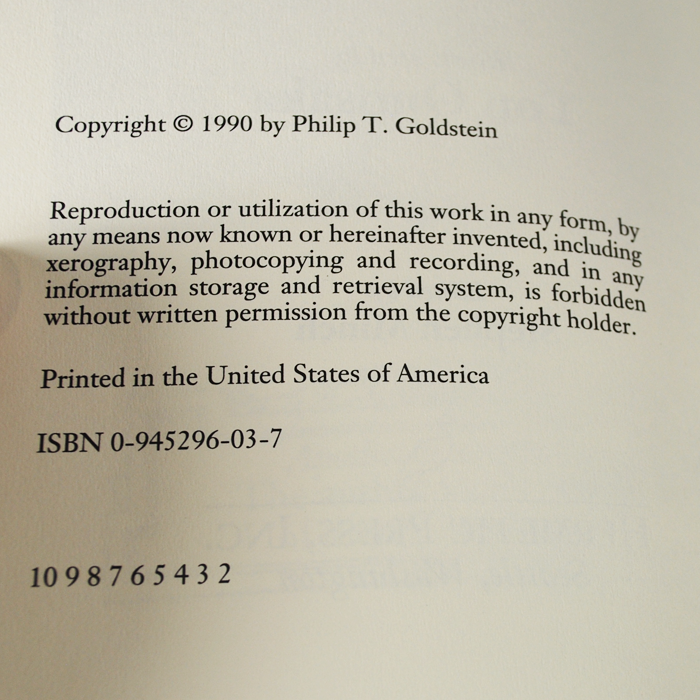 Copyright © 1990 by Philip T. Goldstein
Reproduction or utilization of this work in any form, by
any means now known or hereinafter invented, including
xerography, photocopying and recording, and in any
information storage and retrieval system, is forbidden
without written permission from the copyright holder.
Printed in the United States of America
ISBN 0-945296-03-7
10 9 8 7 6 5 4 3 2